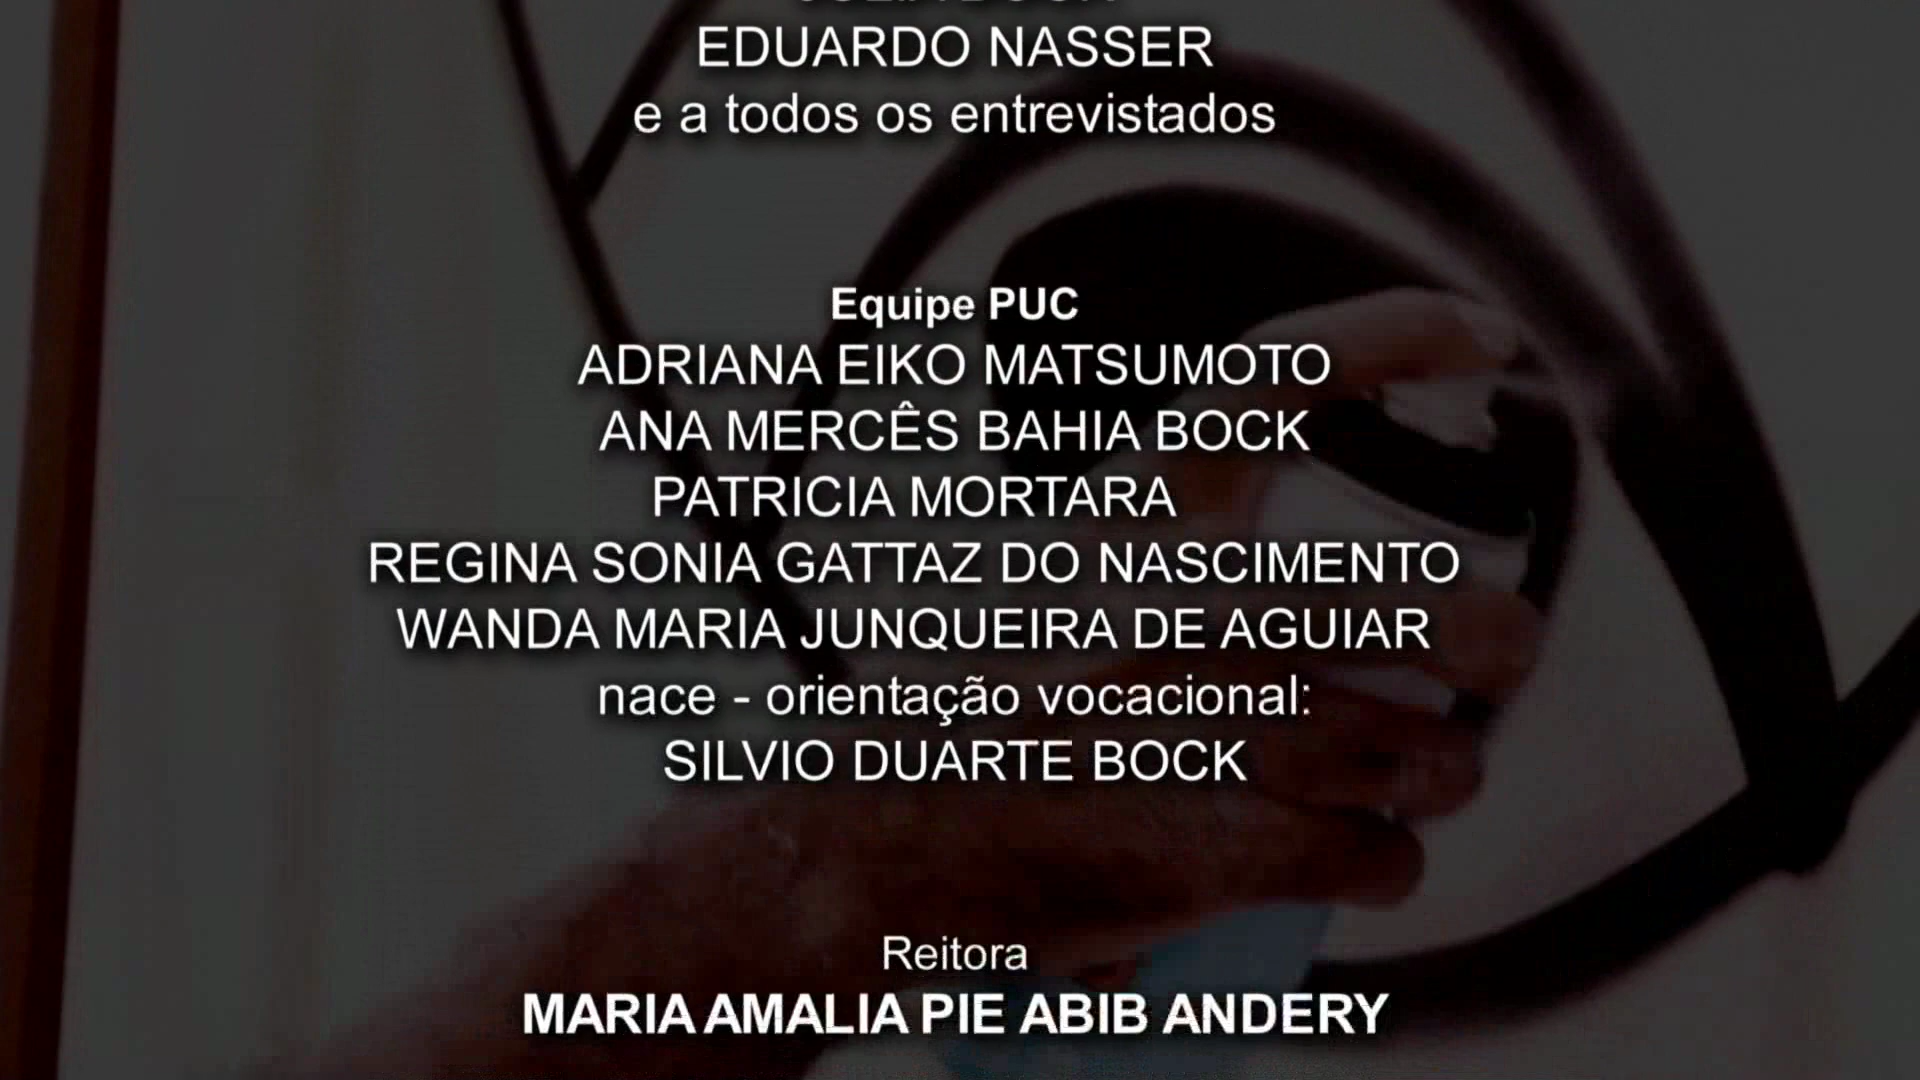 EDUARDO NASSER
e a todos os entrevistados
Equipe PUC
ADRIANA EIKO MATSUMOTO
ANA MERCÊS BAHIA BOCK
PATRICIA MORTARA
REGINA SONIA GATTAZ DO NASCIMENTO
WANDA MARIA JUNQUEIRA DE AGUIAR
nace - orientação vocacional:
SILVIO DUARTE BOCK
Reitora
MARIA AMALIA PIE ABIB ANDERY